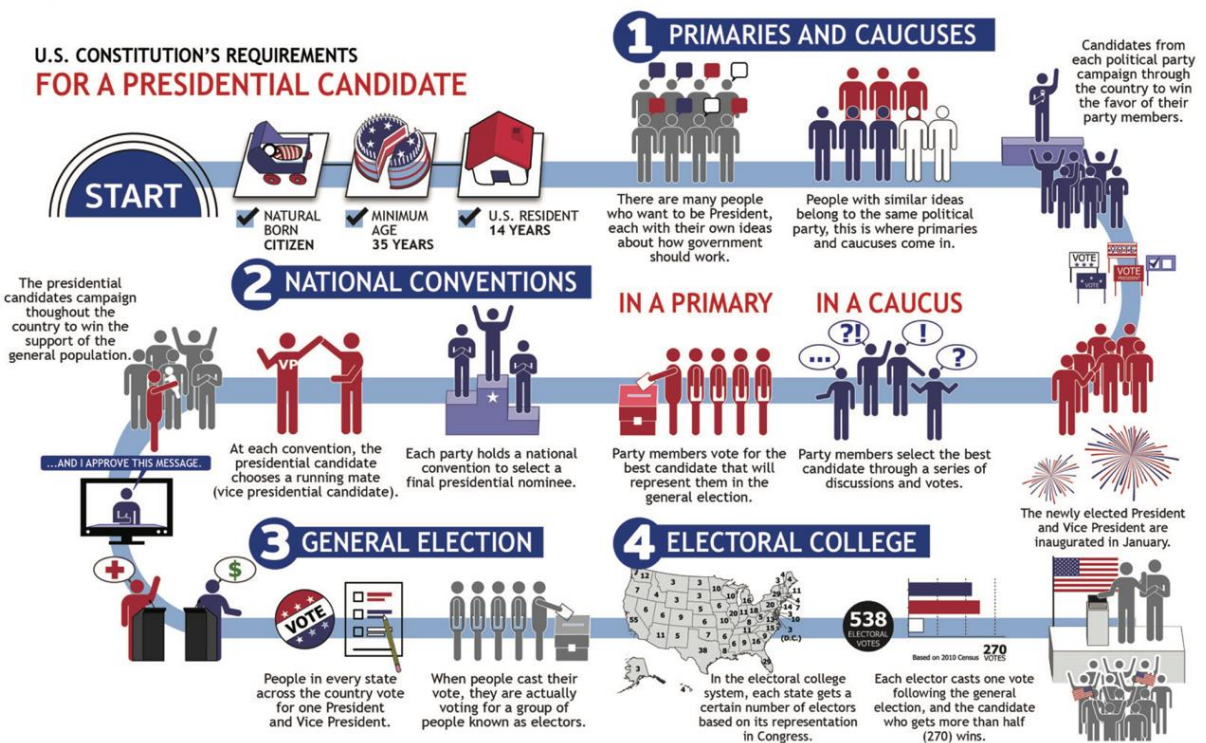 U.S. CONSTITUTION'S REQUIREMENTS
FOR A PRESIDENTIAL CANDIDATE
START
NATURAL
BORN
CITIZEN
MINIMUM
AGE
35 YEARS
U.S. RESIDENT
14 YEARS
1 PRIMARIES AND CAUCUSES
There are many people
who want to be President,
each with their own ideas
about how government
should work.
People with similar ideas
belong to the same political
party, this is where primaries
and caucuses come in.
Candidates from
each political party
campaign through
the country to win
the favor of their
party members.
VOTE
VOTE
VOTE
VOTE
IN A PRIMARY
Party members vote for the
best candidate that will
represent them in the
general election.
IN A CAUCUS
...
?!
!
?
Party members select the best
candidate through a series of
discussions and votes.
2 NATIONAL CONVENTIONS
VP
At each convention, the
presidential candidate
chooses a running mate
(vice presidential candidate).
Each party holds a national
convention to select a
final presidential nominee.
The presidential
candidates campaign
thoughout the
country to win the
support of the
general population.
...AND I APPROVE THIS MESSAGE.
$
3 GENERAL ELECTION
VOTE
People in every state
across the country vote
for one President
and Vice President.
When people cast their
vote, they are actually
voting for a group of
people known as electors.
4 ELECTORAL COLLEGE
12
55
38
29
(D.C.)
In the electoral college
system, each state gets a
certain number of electors
based on its representation
in Congress.
538
ELECTORAL
VOTES
Based on 2010 Census
270
VOTES
Each elector casts one vote
following the general
election, and the candidate
who gets more than half
(270) wins.
The newly elected President
and Vice President are
inaugurated in January.